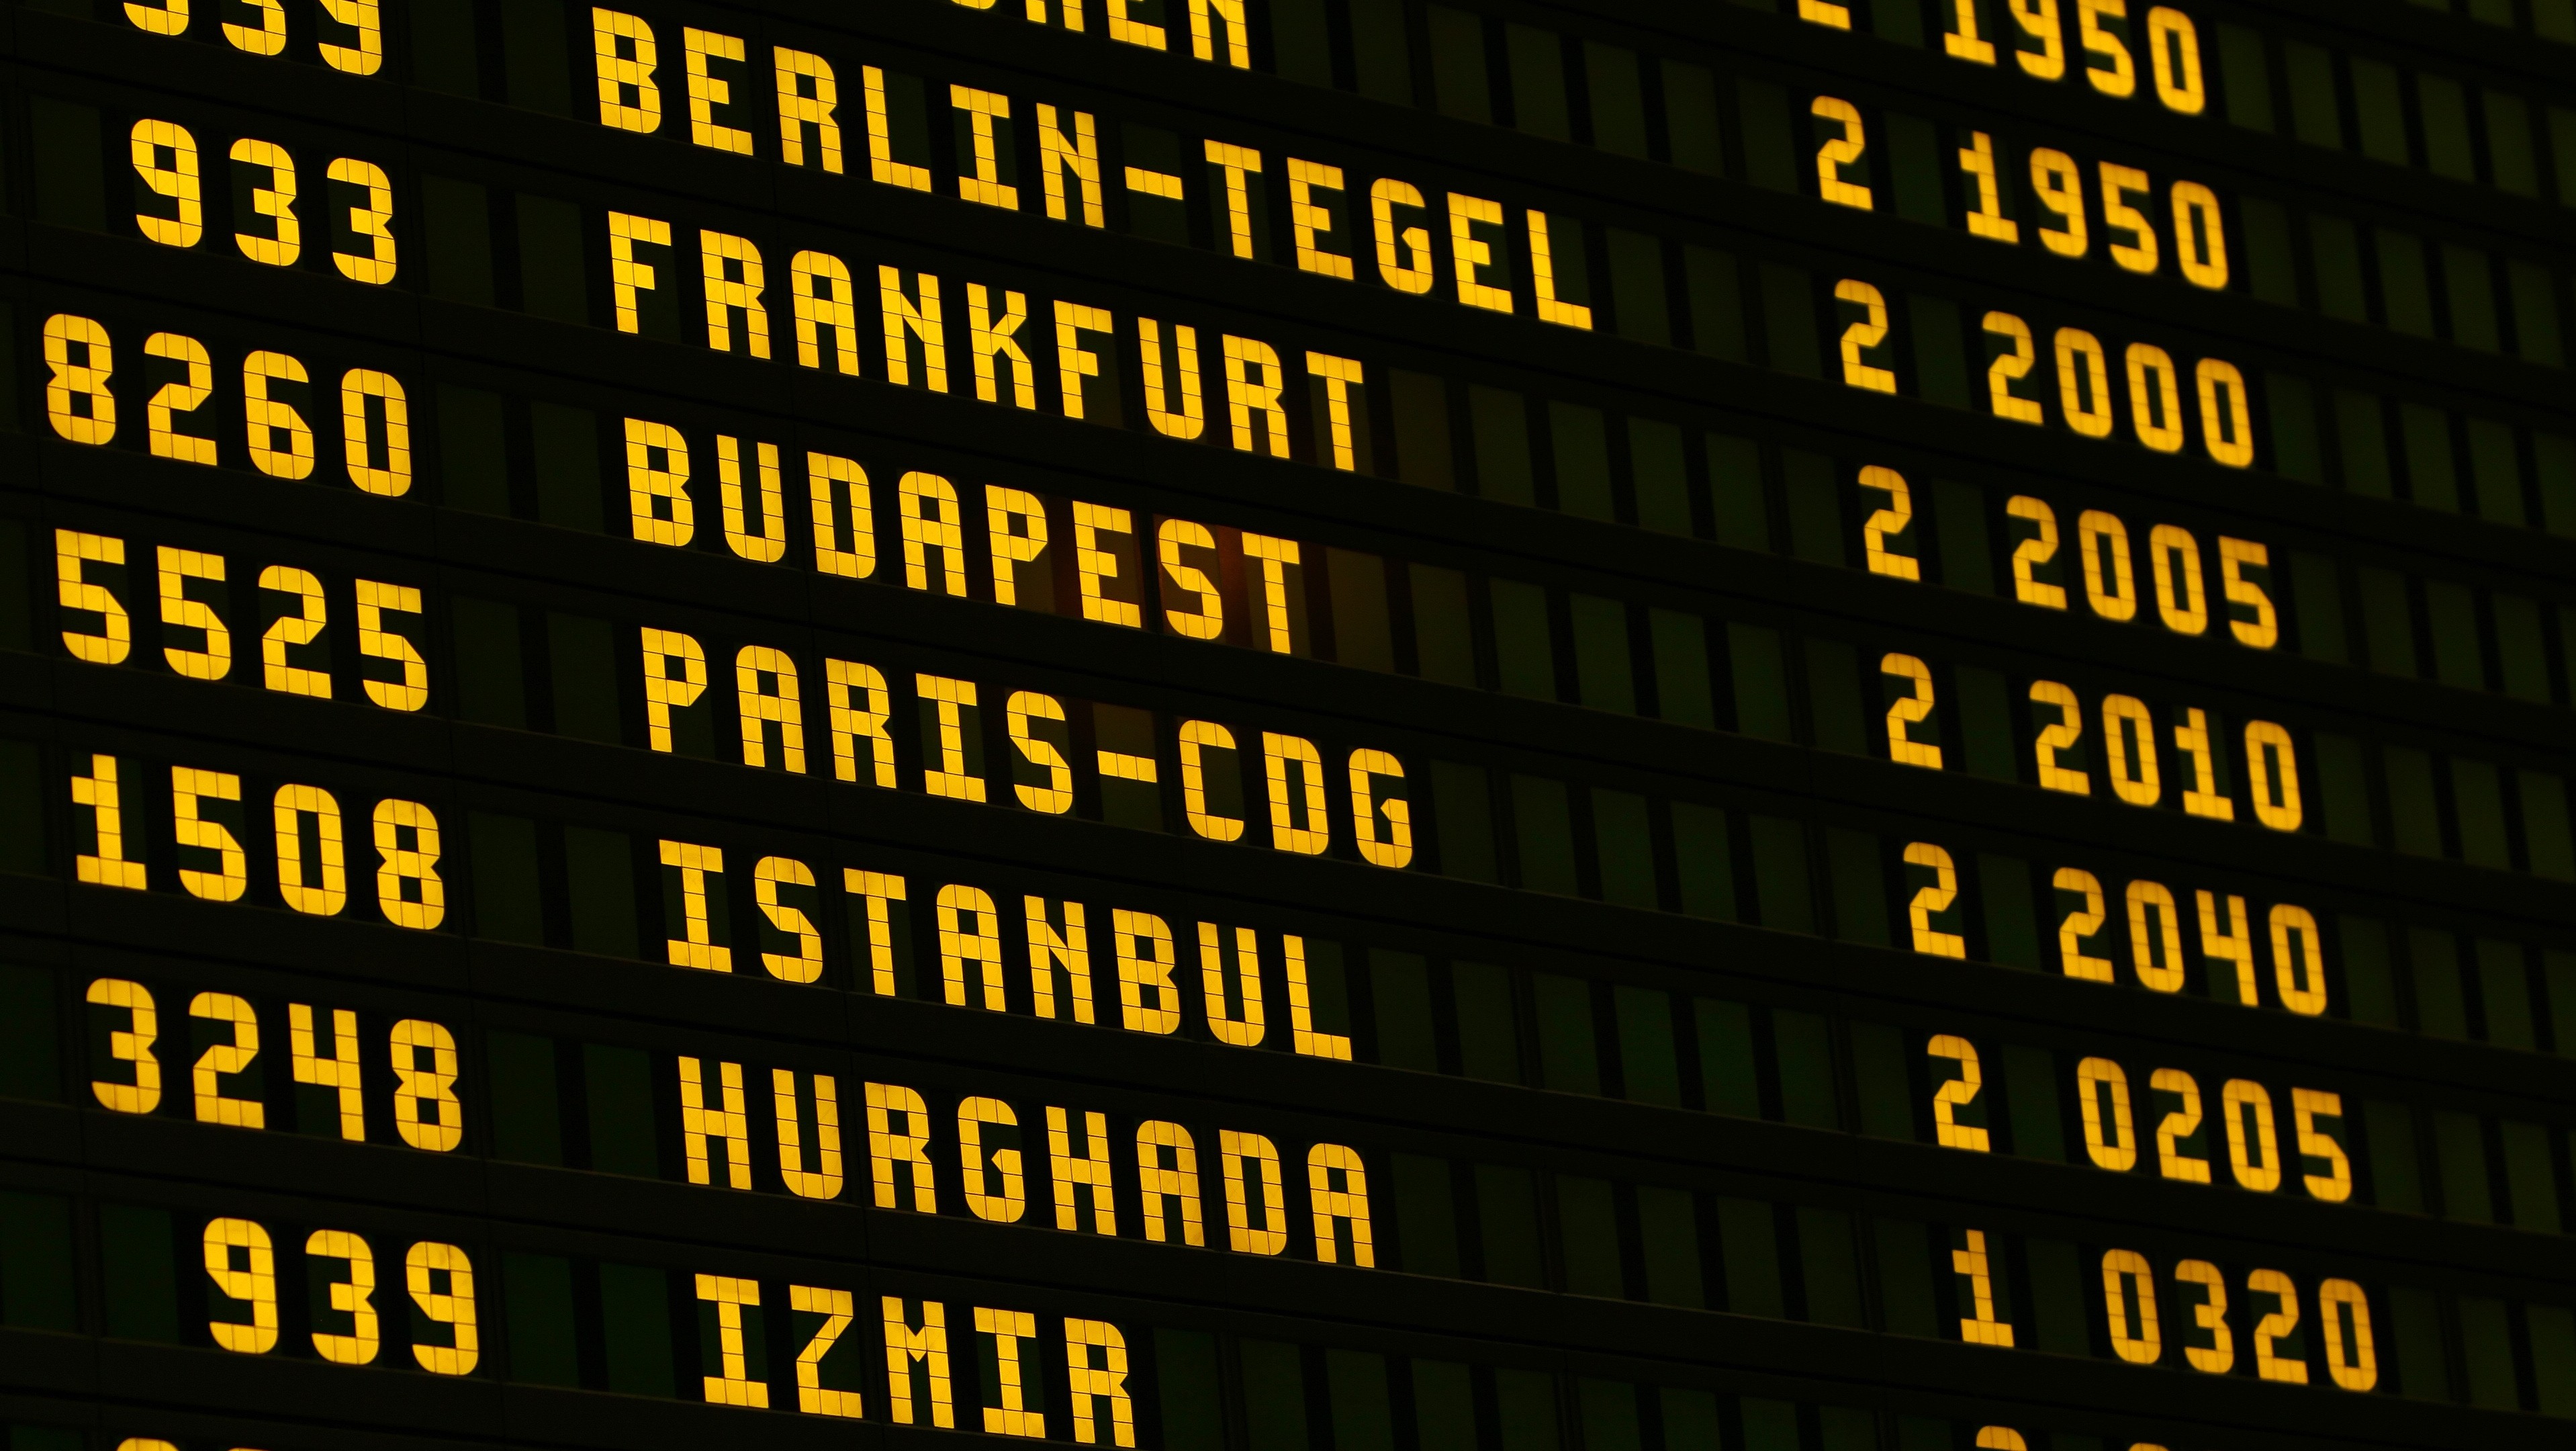 1950
2 1950
BERLIN-TEGEL 2 2000
933 FRANKFURT 2 2005
8260 BUDAPEST 2 2010
5525 PARIS-CDG 2 2040
1508 ISTANBUL 2 0205
3248 HURGHADA 1 0320
939 IZMIR